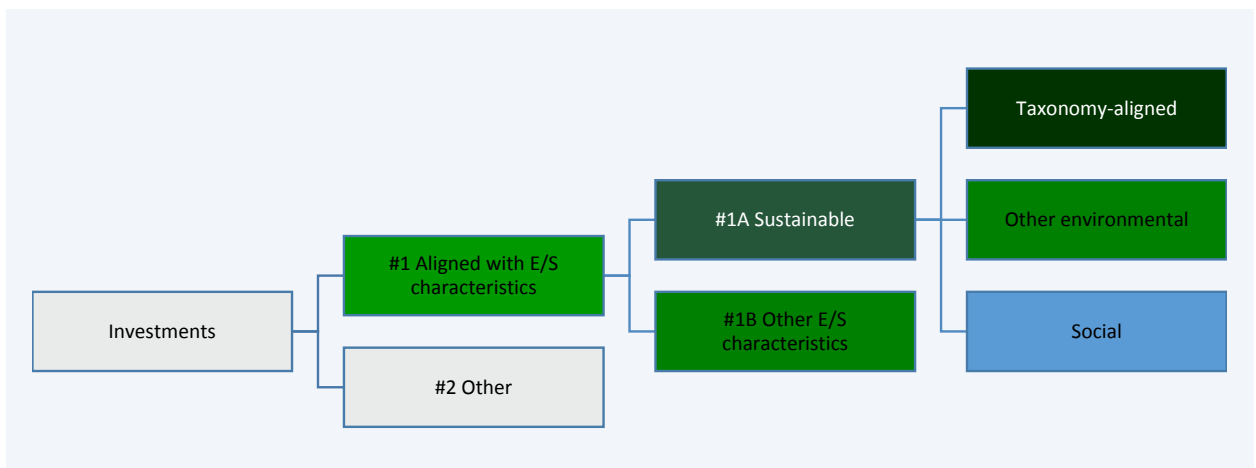 Investments
#1 Aligned with E/S
characteristics
#2 Other
#1A Sustainable
#1B Other E/S
characteristics
Taxonomy-aligned
Other environmental
Social